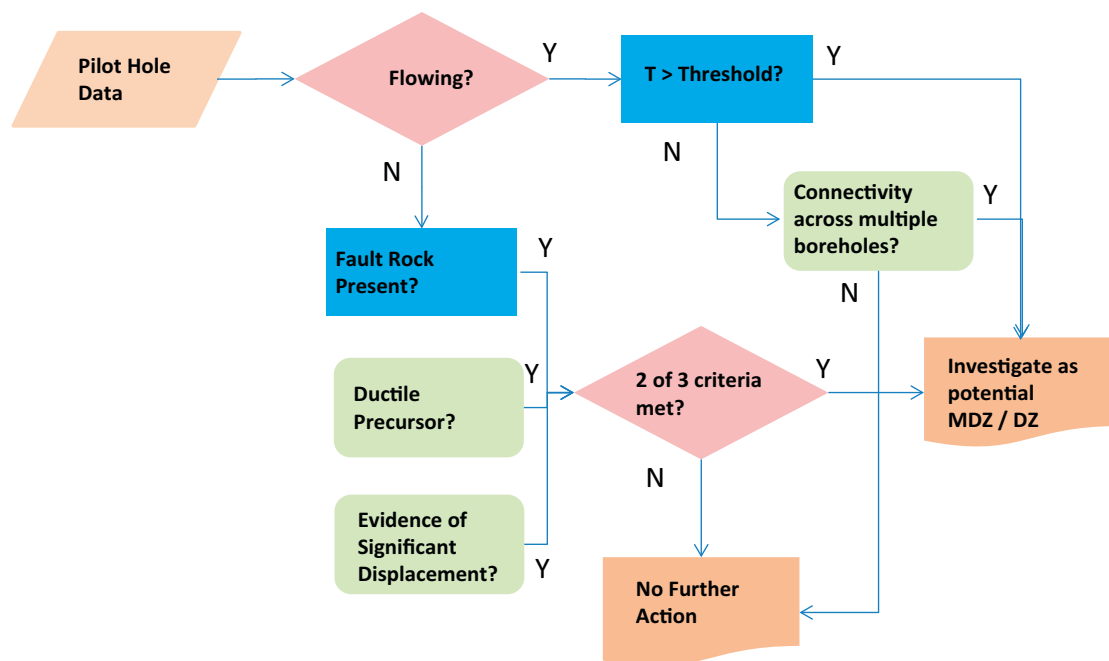 Pilot Hole
Data
Flowing?
Y
T > Threshold?
Y
N
N
Connectivity
across multiple
boreholes?
Y
N
Fault Rock
Present?
Y
Ductile
Precursor?
Y
Evidence of
Significant
Displacement?
Y
2 of 3 criteria
met?
Y
N
Investigate as
potential
MDZ / DZ
No Further
Action